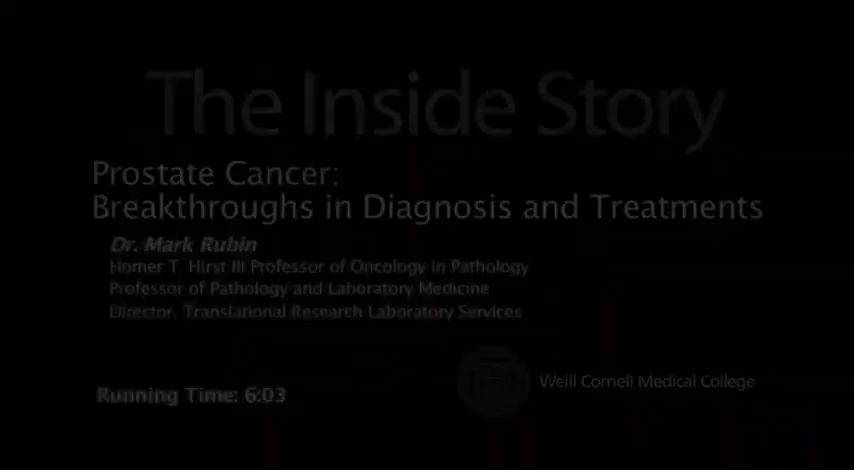 The Inside Story
Prostate Cancer:
Breakthroughs in Diagnosis and Treatments
Dr. Mark Rubin
Homer T. Hirst III Professor of Oncology in Pathology
Professor of Pathology and Laboratory Medicine
Director, Translational Research Laboratory Services
Weill Cornell Medical College
Running Time: 6:03